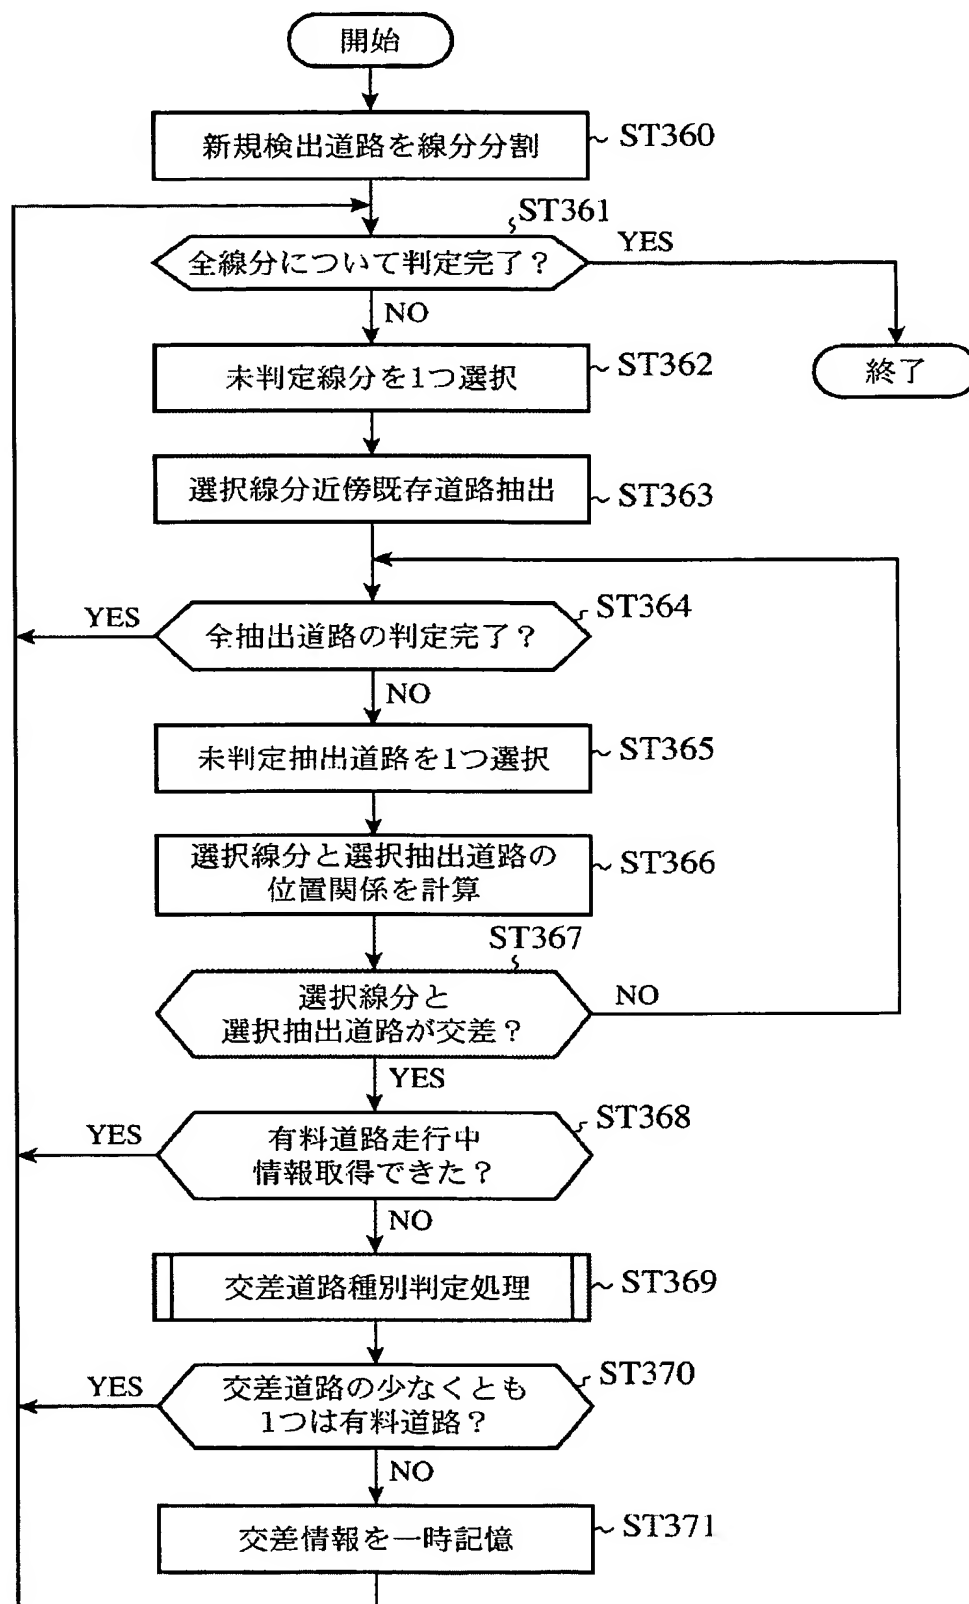 開始
新規検出道路を線分分割
ST360
ST361
全線分について判定完了？
YES
NO
未判定線分を1つ選択
ST362
終了
選択線分近傍既存道路抽出
ST363
ST364
YES
全抽出道路の判定完了？
NO
未判定抽出道路を1つ選択
ST365
選択線分と選択抽出道路の
位置関係を計算
ST366
ST367
選択線分と
選択抽出道路が交差？
NO
YES
ST368
YES
有料道路走行中
情報取得できた？
NO
交差道路種別判定処理
ST369
ST370
YES
交差道路の少なくとも
1つは有料道路？
NO
交差情報を一時記憶
ST371